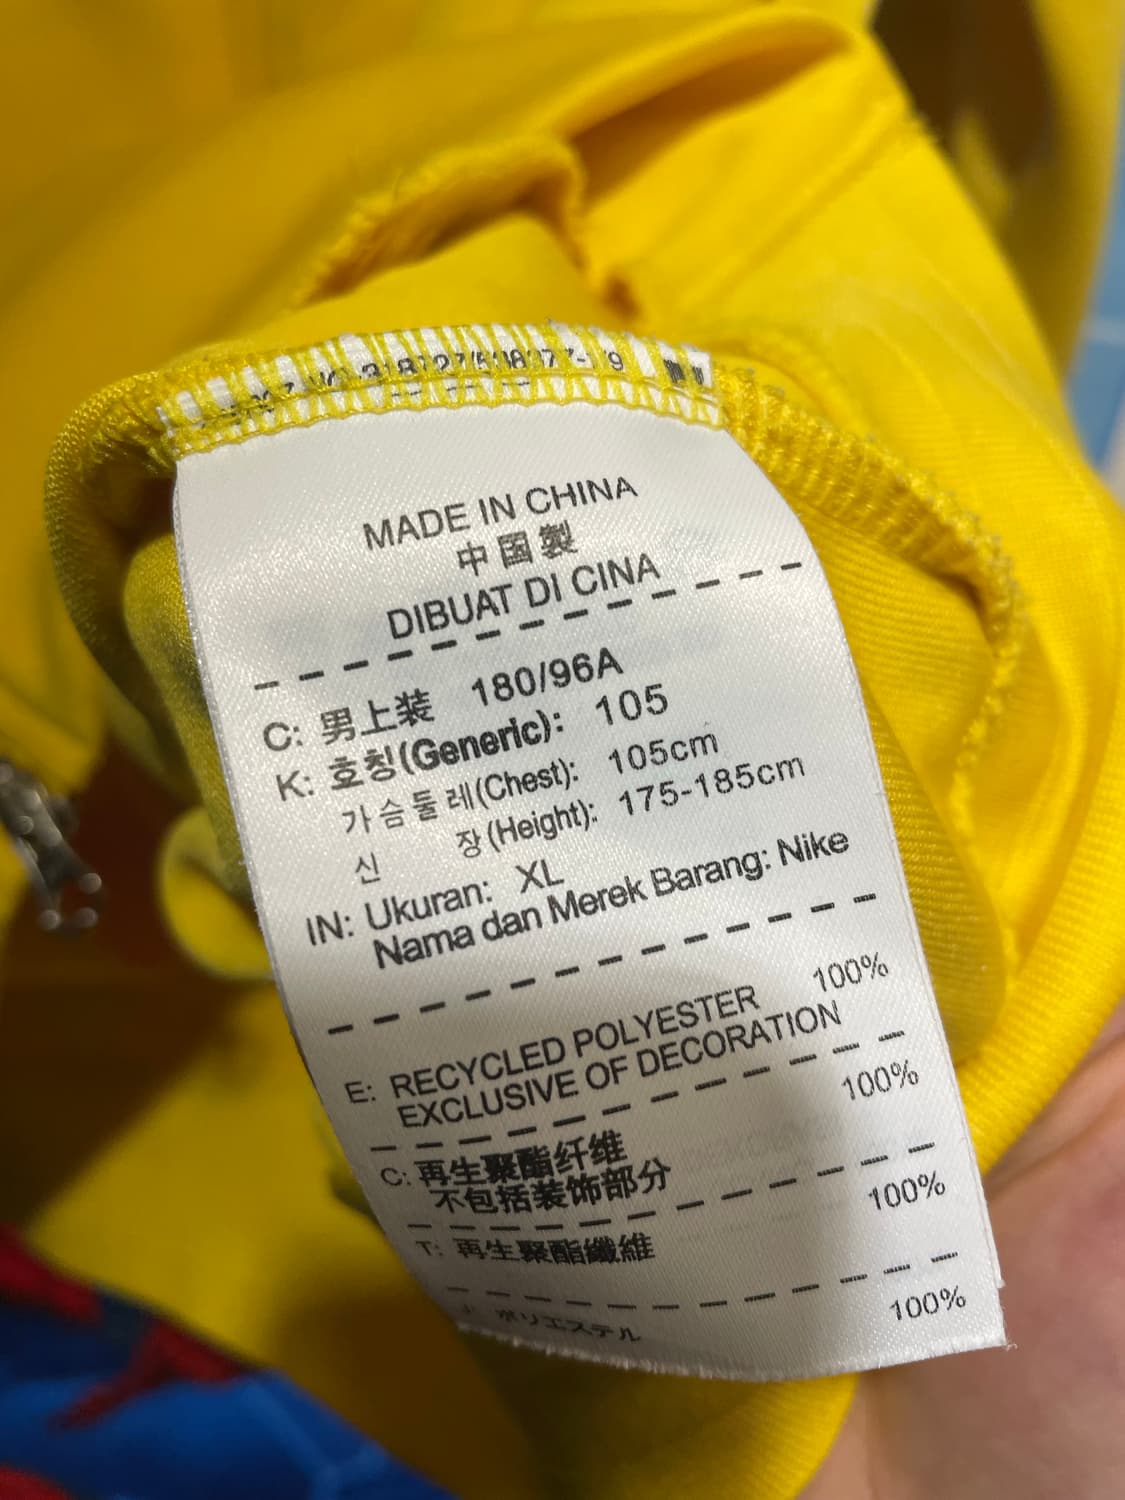 MADE IN CHINA
中国製
DIBUAT DI CINA
C: 男上装 180/96A
K: 호칭(Generic): 105
가슴둘레(Chest): 105cm
신 장(Height): 175-185cm
IN: Ukuran: XL
Nama dan Merek Barang: Nike
E: RECYCLED POLYESTER 100%
EXCLUSIVE OF DECORATION
C: 再生聚酯纤维 100%
不包括装饰部分
T: 再生聚酯纖維 100%
J: ポリエステル 100%